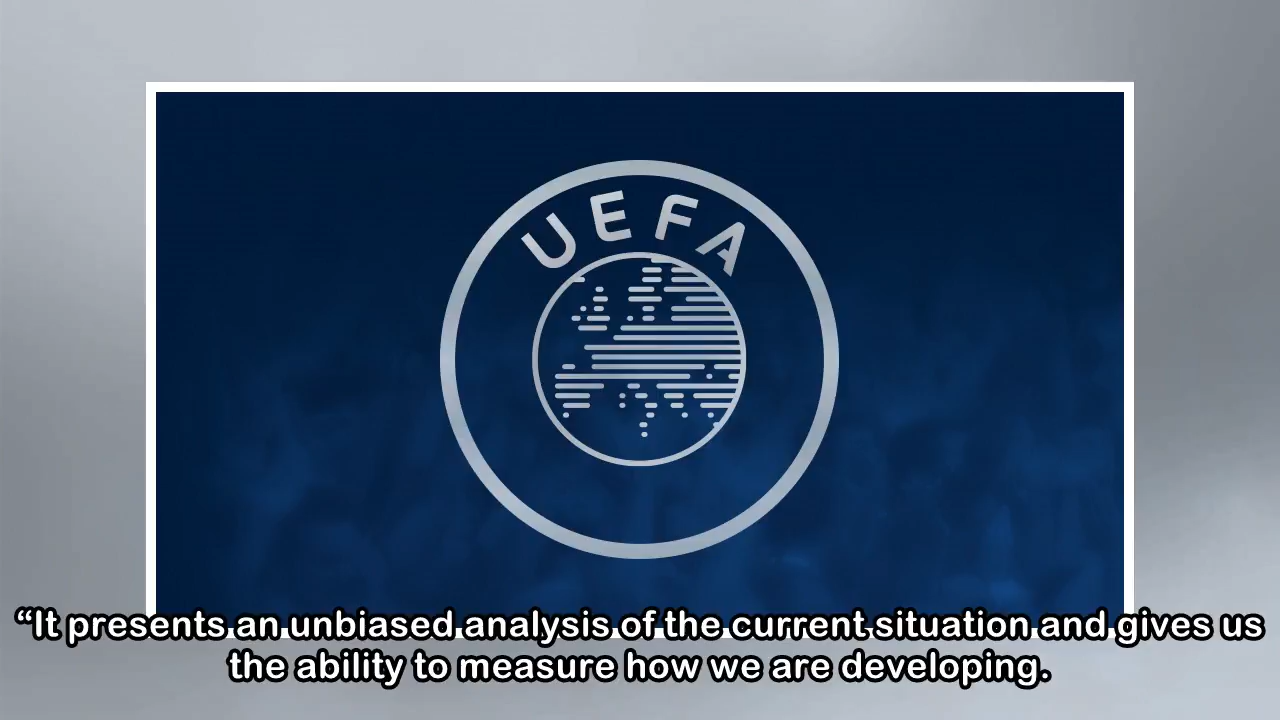 UEFA
“It presents an unbiased analysis of the current situation and gives us
the ability to measure how we are developing.